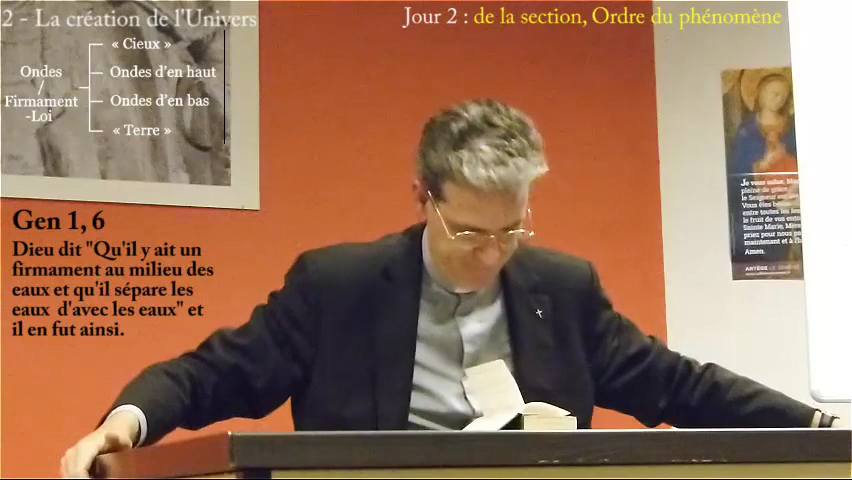 2 - La création de l'Univers
Jour 2 : de la section, Ordre du phénomène
« Cieux »
Ondes
/
Firmament
-Loi
Ondes d'en haut
Ondes d'en bas
« Terre »
Gen 1, 6
Dieu dit "Qu'il y ait un
firmament au milieu des
eaux et qu'il sépare les
eaux d'avec les eaux" et
il en fut ainsi.
Je vous salue, Mar
pleine de grâce
le Seigneur est
Vous êtes bénie
entre toutes les
le fruit de vos ent
Sainte Marie, Mère
priez pour nous pa
maintenant et à l'h
Amen.
ARTÈGE